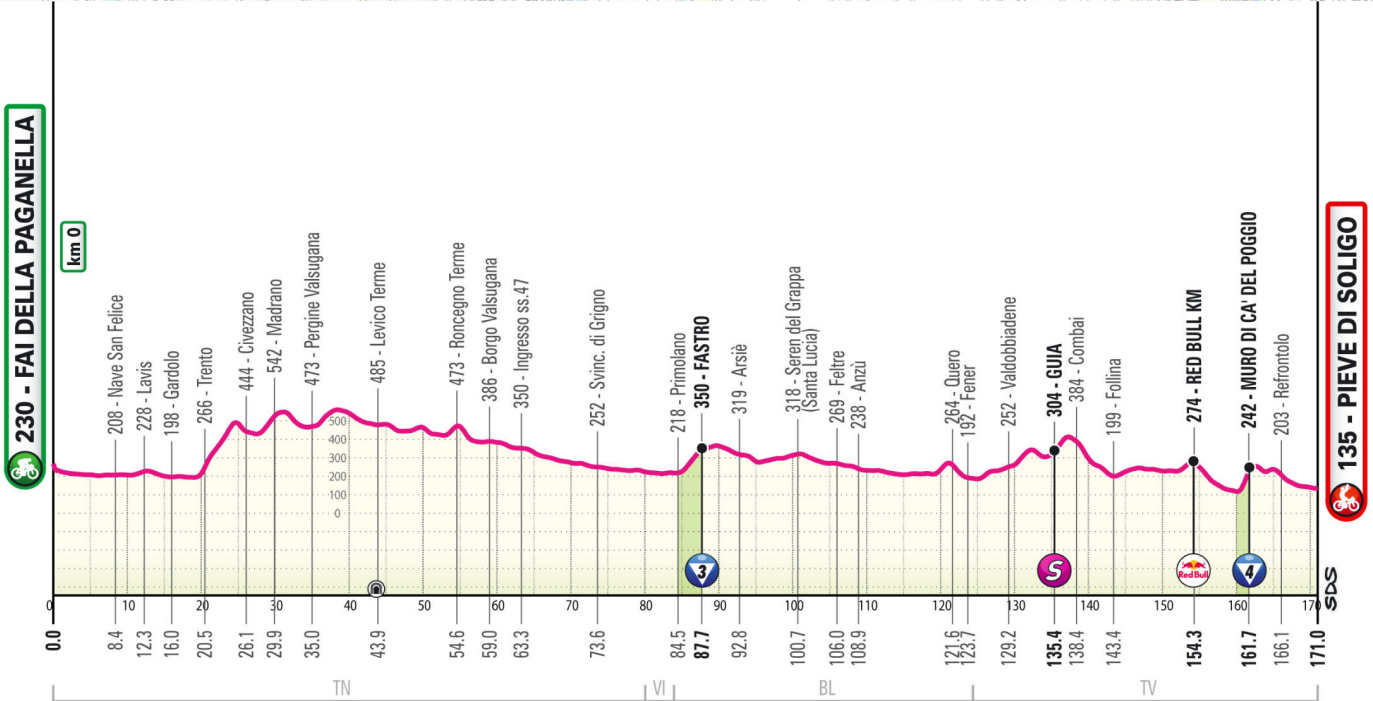 230 - FAI DELLA PAGANELLA
km 0
208 - Nave San Felice
228 - Lavis
198 - Gardolo
266 - Trento
444 - Civezzano
542 - Madrano
473 - Pergine Valsugana
485 - Levico Terme
473 - Roncegno Terme
386 - Borgo Valsugana
350 - Ingresso ss.47
252 - Svinc. di Grigno
218 - Primolano
350 - FASTRO
319 - Arsiè
318 - Seren del Grappa
(Santa Lucia)
269 - Feltre
238 - Anzù
264 - Quero
192 - Fener
252 - Valdobbiadene
304 - GUIA
384 - Combai
199 - Follina
274 - RED BULL KM
242 - MURO DI CA' DEL POGGIO
203 - Refrontolo
135 - PIEVE DI SOLIGO
500
400
300
200
100
0
3
S
Red Bull
4
SDS
0 10 20 30 40 50 60 70 80 90 100 110 120 130 140 150 160 170
0.0 8.4 12.3 16.0 20.5 26.1 29.9 35.0 43.9 54.6 59.0 63.3 73.6 84.5 87.7 92.8 100.7 106.0 108.9 121.6 123.7 129.2 135.4 138.4 143.4 154.3 161.7 166.1 171.0
TN VI BL TV